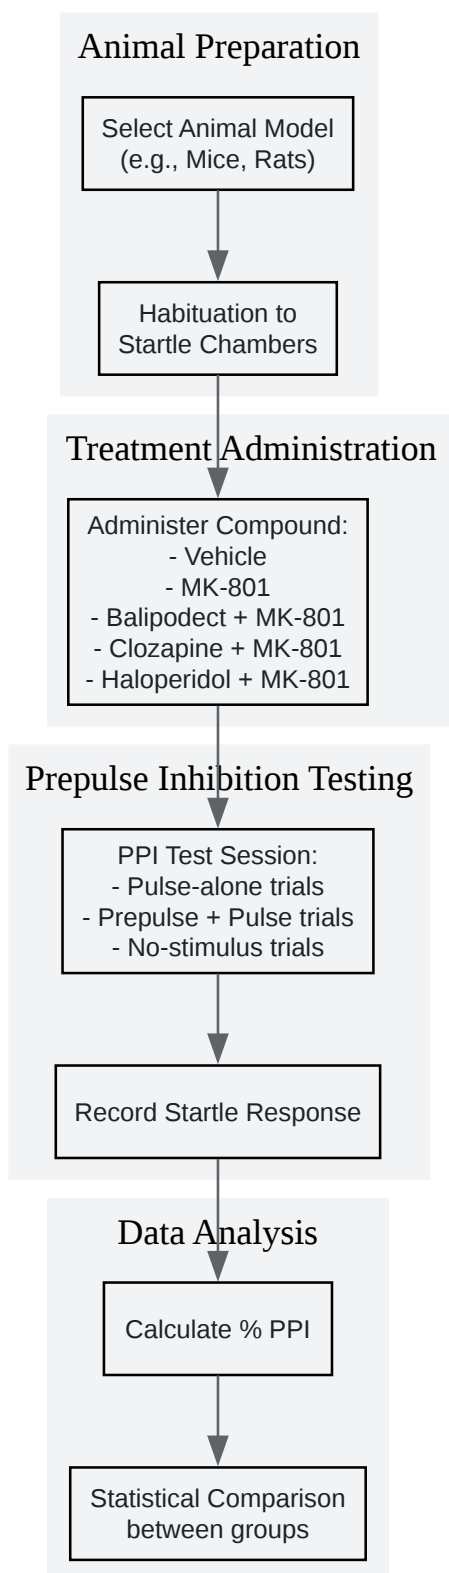 Animal Preparation
Select Animal Model
(e.g., Mice, Rats)
Habituation to
Startle Chambers
Treatment Administration
Administer Compound:
- Vehicle
- MK-801
- Balipodect + MK-801
- Clozapine + MK-801
- Haloperidol + MK-801
Prepulse Inhibition Testing
PPI Test Session:
- Pulse-alone trials
- Prepulse + Pulse trials
- No-stimulus trials
Record Startle Response
Data Analysis
Calculate % PPI
Statistical Comparison
between groups